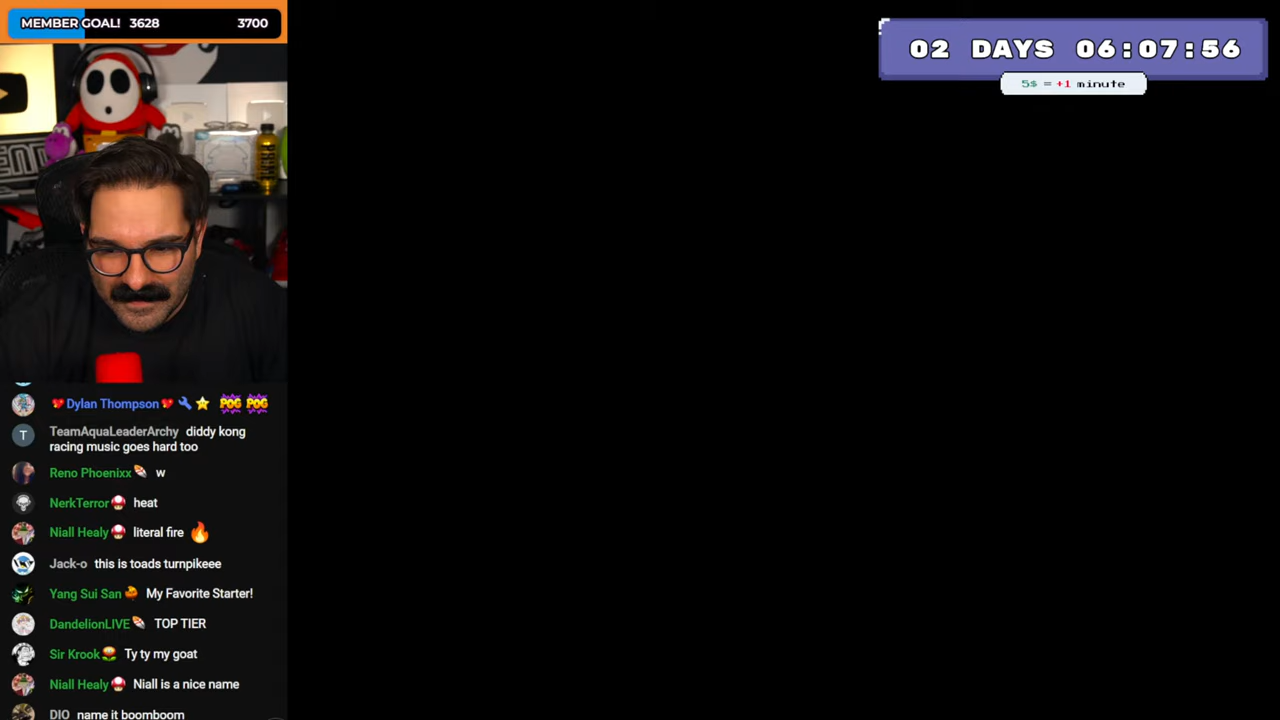 MEMBER GOAL! 3628 3700
02 DAYS 06:07:56
5$ = +1 minute
END
Dylan Thompson POG POG
TeamAquaLeaderArchy diddy kong
racing music goes hard too
Reno Phoenixx w
NerkTerror heat
Niall Healy literal fire
T
Jack-o this is toads turnpikeee
Yang Sui San My Favorite Starter!
DandelionLIVE TOP TIER
Sir Krook Ty ty my goat
Niall Healy Niall is a nice name
DIO name it boomboom